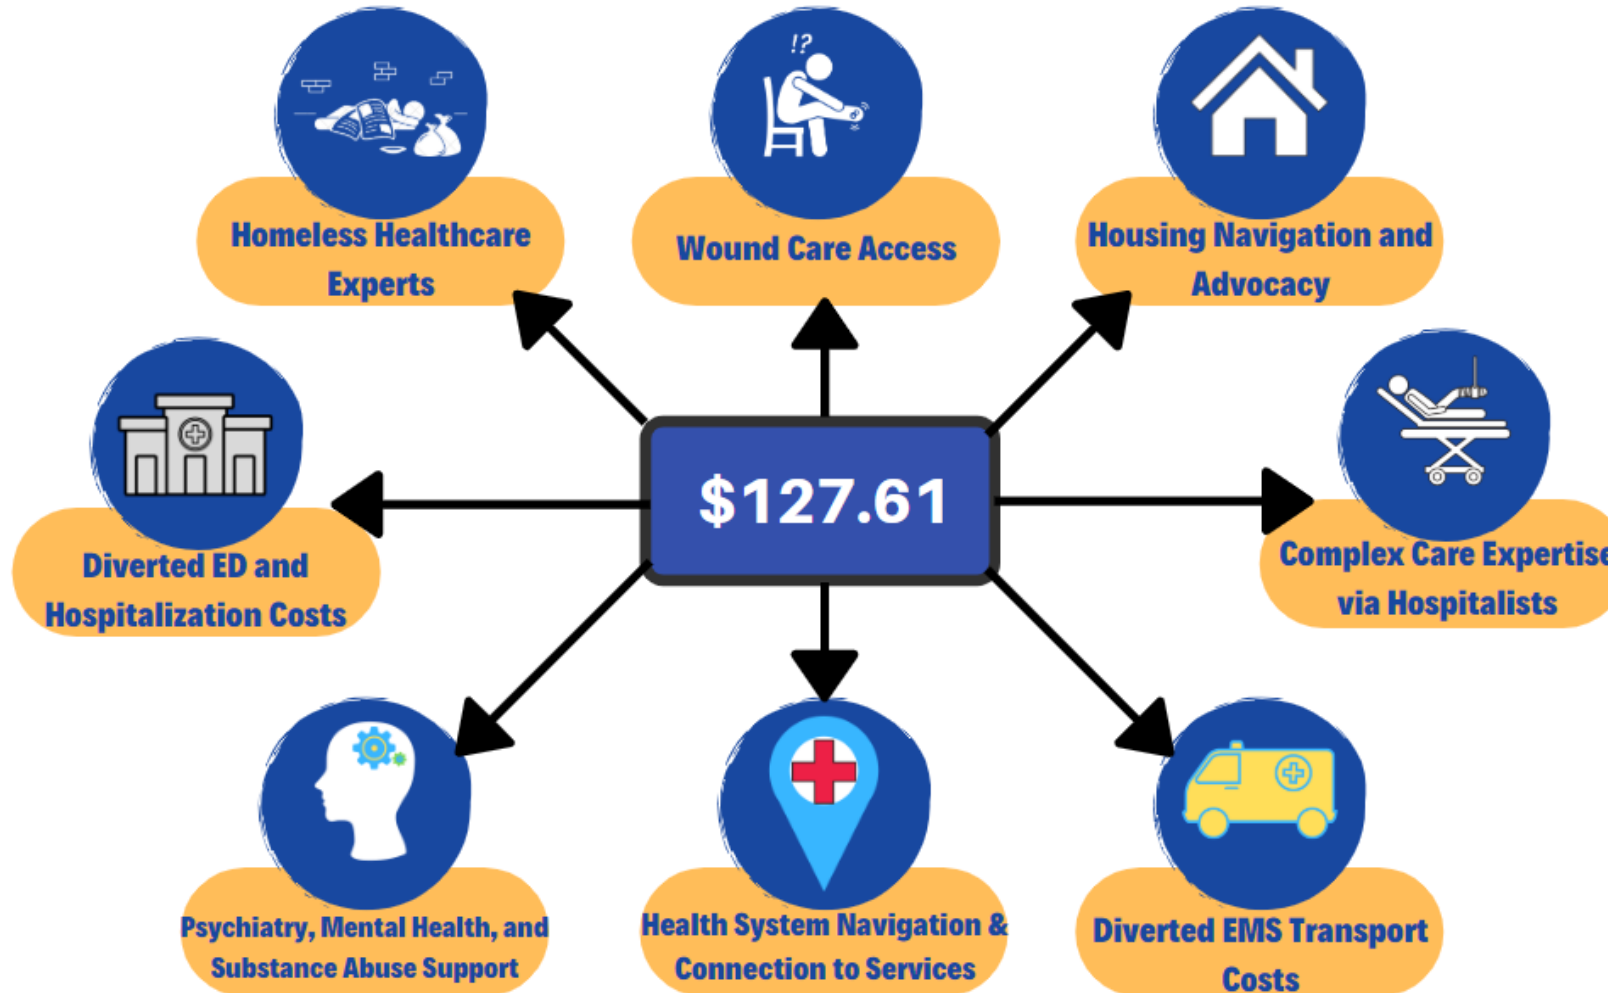 !?
Homeless Healthcare
Experts
Wound Care Access
Housing Navigation and
Advocacy
Diverted ED and
Hospitalization Costs
$127.61
Complex Care Expertise
via Hospitalists
Psychiatry, Mental Health, and
Substance Abuse Support
Health System Navigation &
Connection to Services
Diverted EMS Transport
Costs